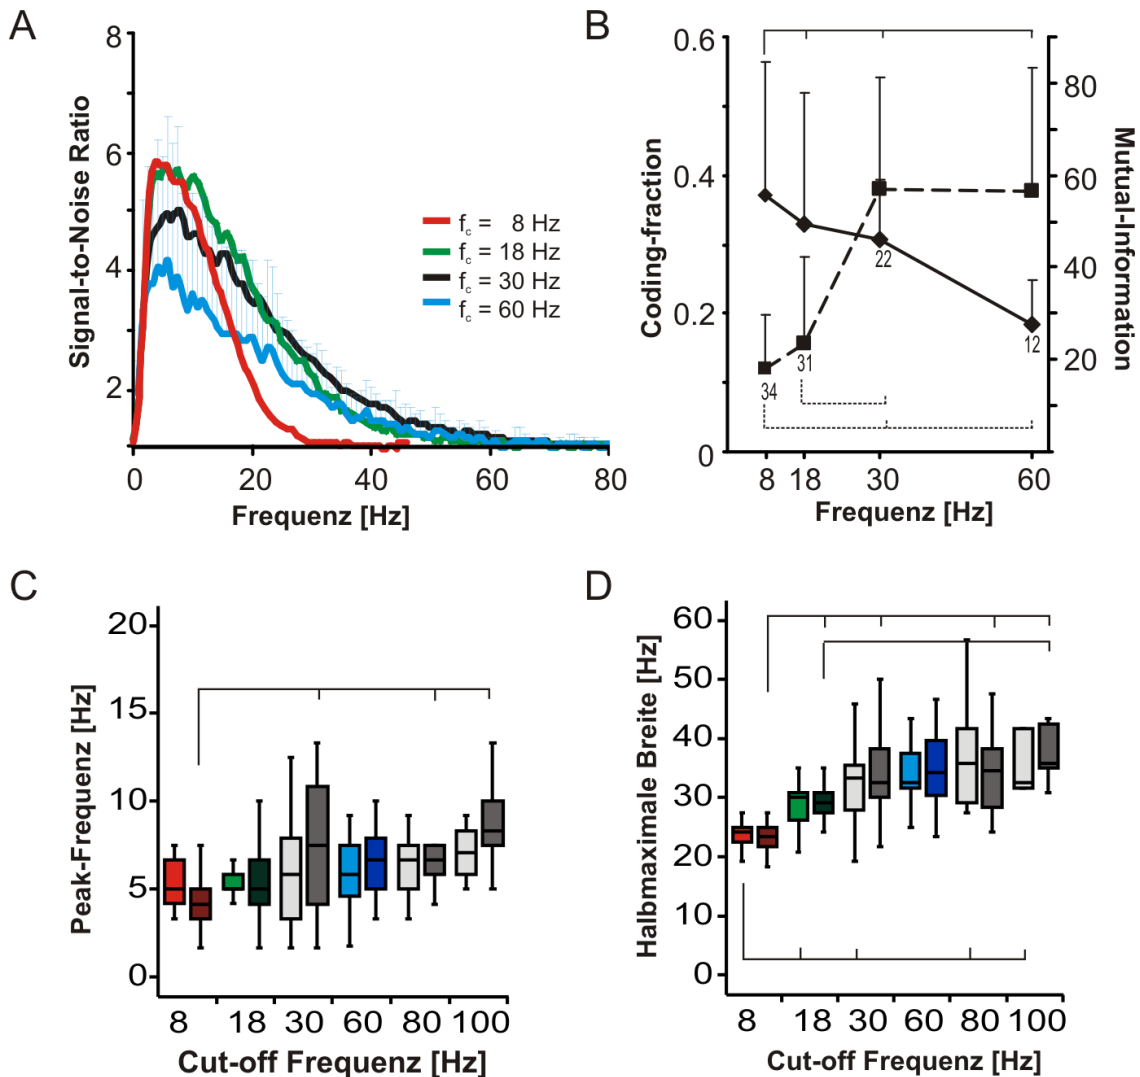 A
Signal-to-Noise Ratio
8
6
4
2
0 20 40 60 80
Frequenz [Hz]
f_c = 8 Hz
f_c = 18 Hz
f_c = 30 Hz
f_c = 60 Hz
B
Coding-fraction
0.6
0.4
0.2
0
Mutual-Information
80
60
40
20
34
31
22
12
8 18 30 60
Frequenz [Hz]
C
Peak-Frequenz [Hz]
20
15
10
5
0
8 18 30 60 80 100
Cut-off Frequenz [Hz]
D
Halbmaximale Breite [Hz]
60
50
40
30
20
10
0
8 18 30 60 80 100
Cut-off Frequenz [Hz]